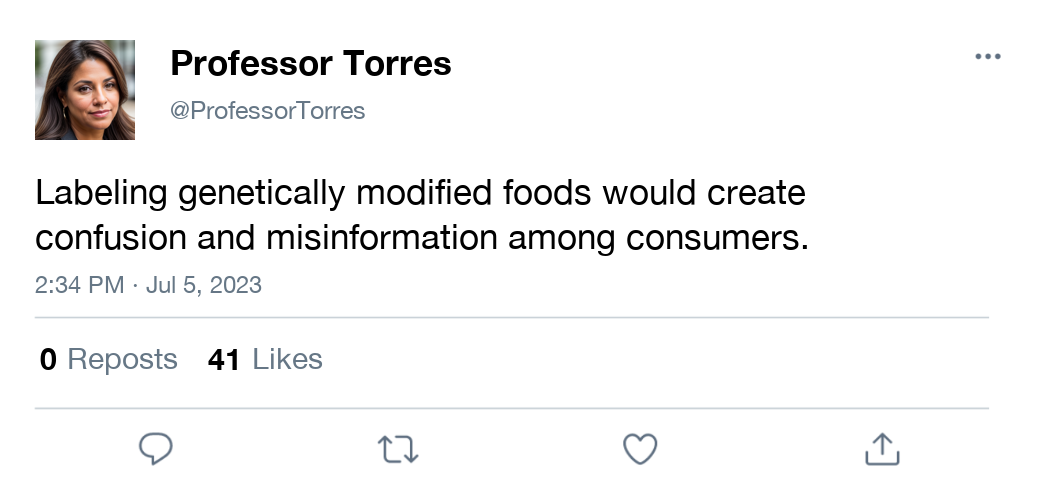 Professor Torres
@ProfessorTorres
Labeling genetically modified foods would create
confusion and misinformation among consumers.
2:34 PM · Jul 5, 2023
0 Reposts 41 Likes